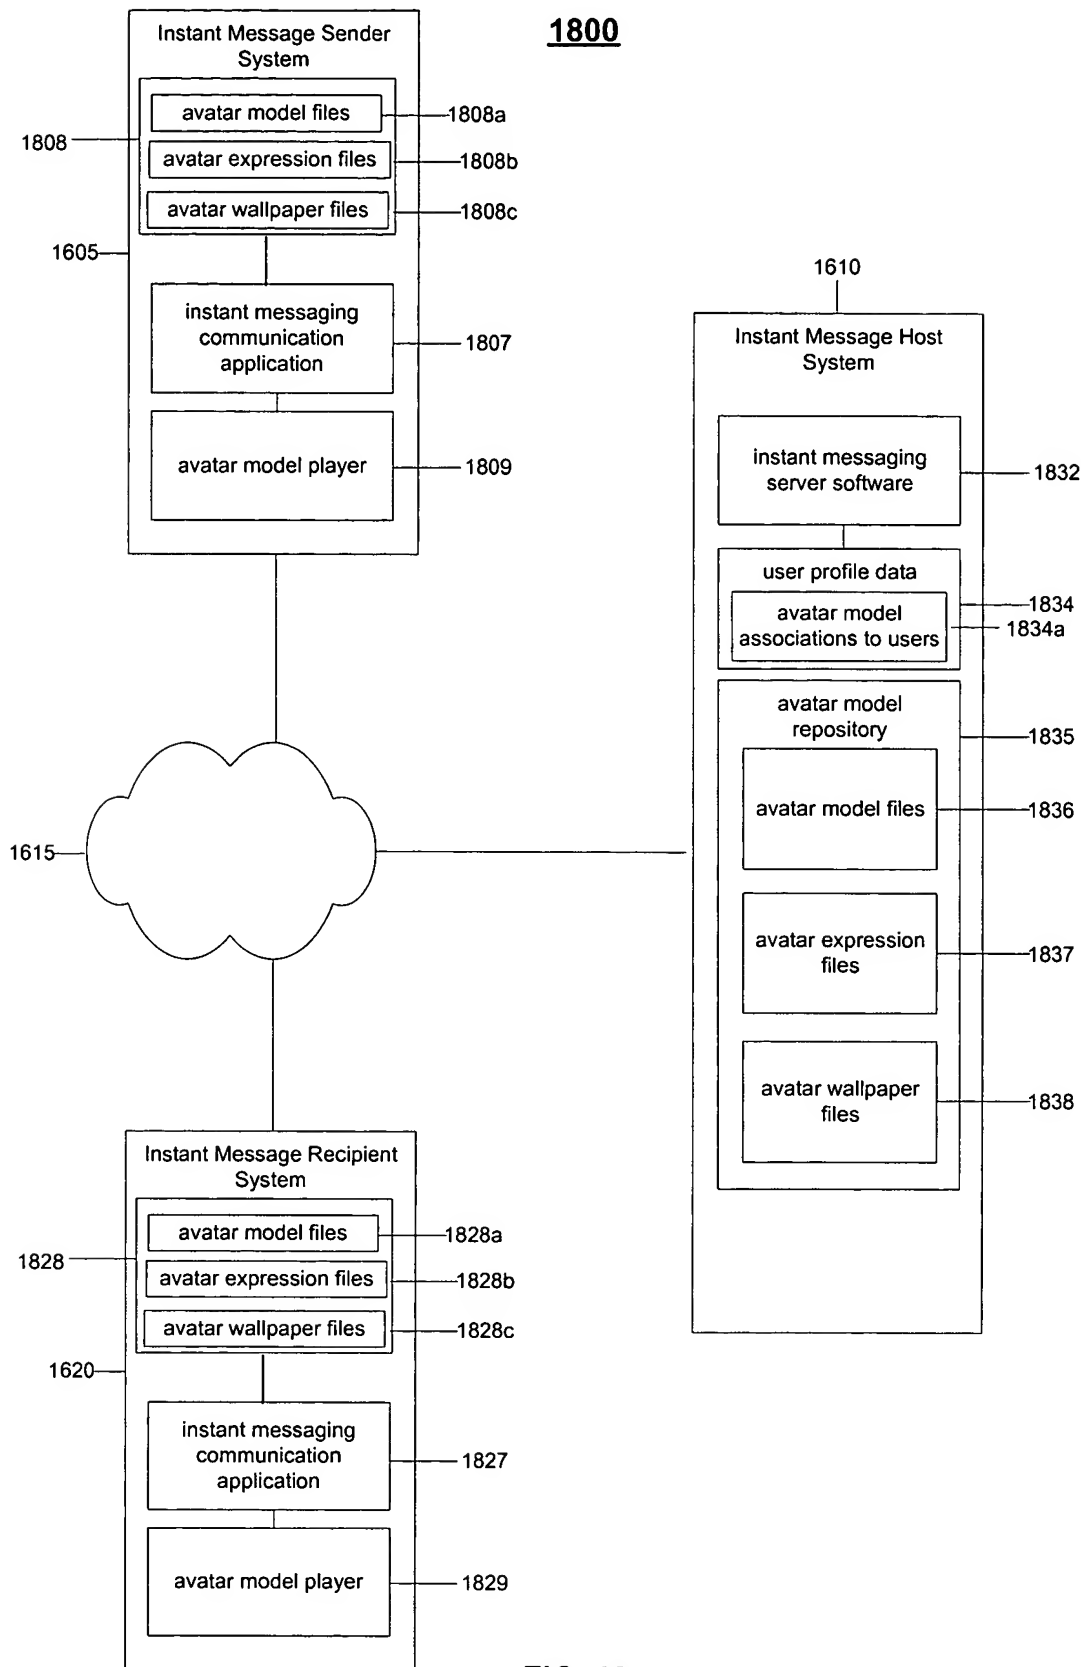 1800
Instant Message Sender
System
avatar model files
1808a
1808
avatar expression files
1808b
avatar wallpaper files
1808c
1605
instant messaging
communication
application
1807
avatar model player
1809
1610
Instant Message Host
System
instant messaging
server software
1832
user profile data
1834
avatar model
associations to users
1834a
avatar model
repository
1835
avatar model files
1836
avatar expression
files
1837
avatar wallpaper
files
1838
1615
Instant Message Recipient
System
avatar model files
1828a
1828
avatar expression files
1828b
avatar wallpaper files
1828c
1620
instant messaging
communication
application
1827
avatar model player
1829